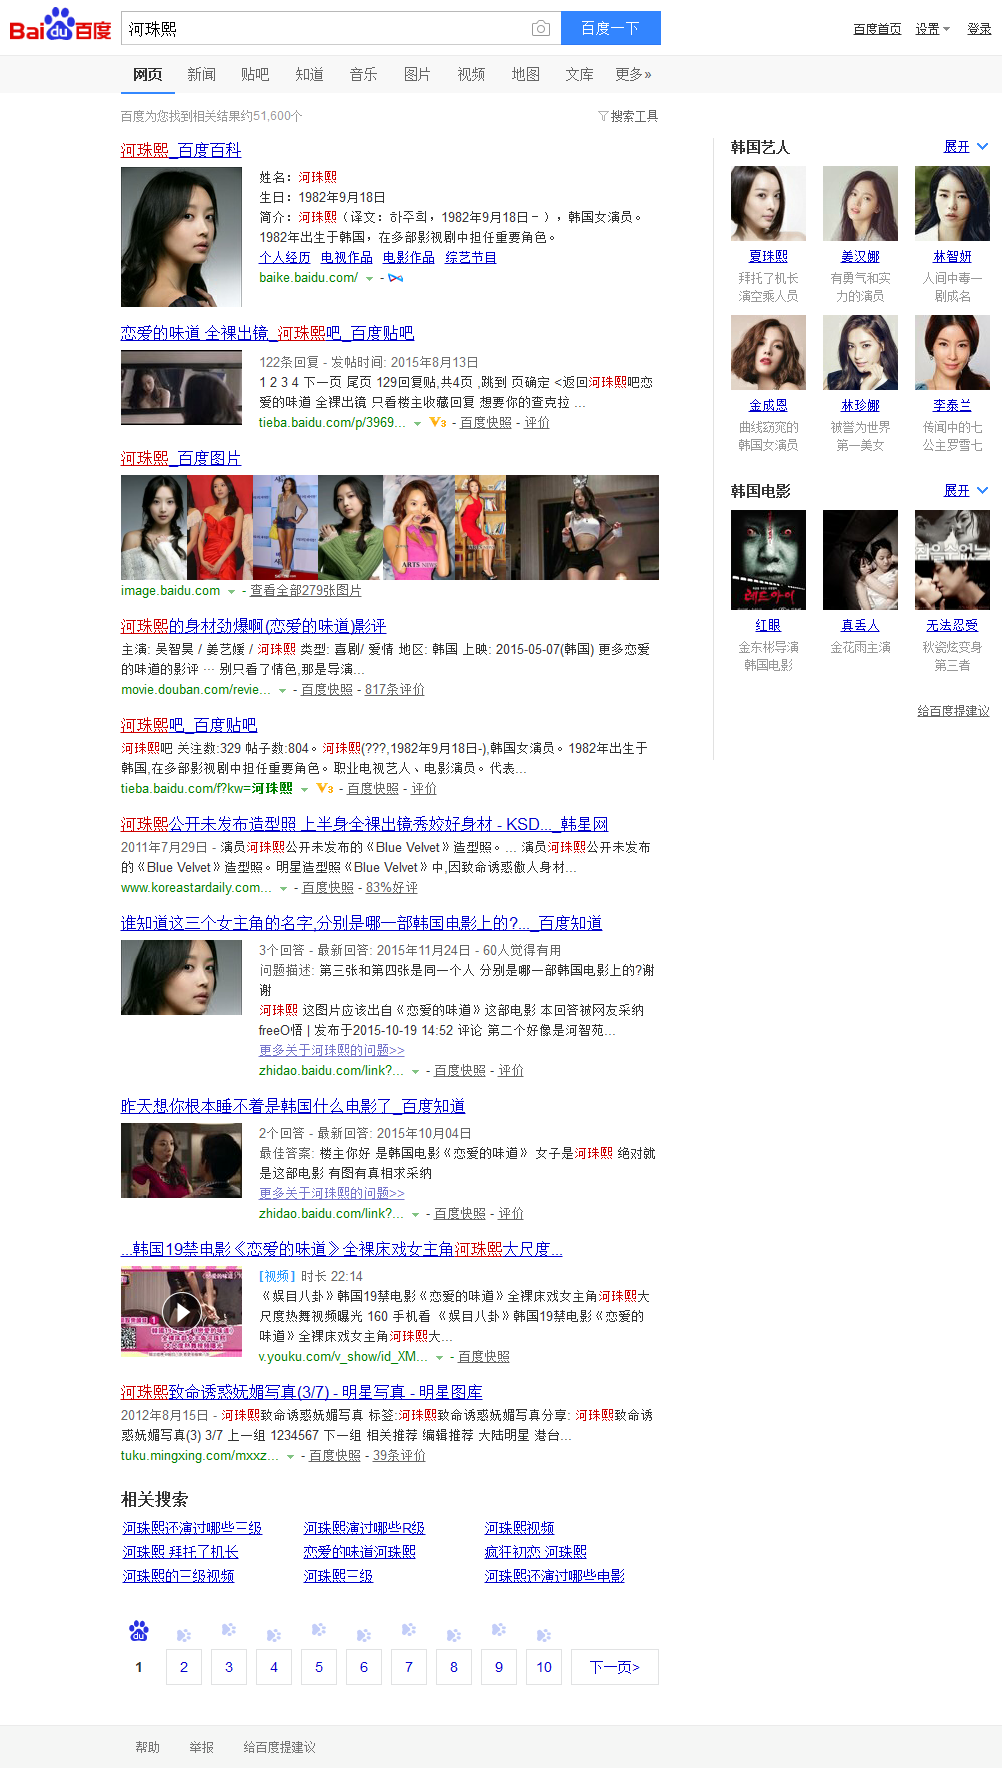 Bai du 百度
河珠熙
百度一下
百度首页 设置 登录
网页 新闻 贴吧 知道 音乐 图片 视频 地图 文库 更多»
百度为您找到相关结果约51,600个
搜索工具
河珠熙_百度百科
姓名：河珠熙
生日：1982年9月18日
简介：河珠熙（译文：하주희，1982年9月18日－），韩国女演员。
1982年出生于韩国，在多部影视剧中担任重要角色。
个人经历 电视作品 电影作品 综艺节目
baike.baidu.com/ -
恋爱的味道 全裸出镜_河珠熙吧_百度贴吧
122条回复 - 发帖时间: 2015年8月13日
1 2 3 4 下一页 尾页 129回复贴,共4页 ,跳到 页确定 <返回河珠熙吧恋
爱的味道 全裸出镜 只看楼主收藏回复 想要你的查克拉 ...
tieba.baidu.com/p/3969... V3 - 百度快照 - 评价
河珠熙_百度图片
ARTS NEWS
image.baidu.com - 查看全部279张图片
河珠熙的身材劲爆啊(恋爱的味道)影评
主演: 吴智昊 / 姜艺媛 / 河珠熙 类型: 喜剧/ 爱情 地区: 韩国 上映: 2015-05-07(韩国) 更多恋爱
的味道的影评 ··· 别只看了情色,那是导演...
movie.douban.com/revie... - 百度快照 - 817条评价
河珠熙吧_百度贴吧
河珠熙吧 关注数:329 帖子数:804。河珠熙(???,1982年9月18日-),韩国女演员。1982年出生于
韩国,在多部影视剧中担任重要角色。职业电视艺人、电影演员。代表...
tieba.baidu.com/f?kw=河珠熙 V3 - 百度快照 - 评价
河珠熙公开未发布造型照 上半身全裸出镜秀姣好身材 - KSD..._韩星网
2011年7月29日 - 演员河珠熙公开未发布的《Blue Velvet》造型照。... 演员河珠熙公开未发布
的《Blue Velvet》造型照。明星造型照《Blue Velvet》中,因致命诱惑傲人身材...
www.koreastardaily.com... - 百度快照 - 83%好评
谁知道这三个女主角的名字,分别是哪一部韩国电影上的?..._百度知道
3个回答 - 最新回答: 2015年11月24日 - 60人觉得有用
问题描述: 第三张和第四张是同一个人 分别是哪一部韩国电影上的?谢
谢
河珠熙 这图片应该出自《恋爱的味道》这部电影 本回答被网友采纳
freeO悟 | 发布于2015-10-19 14:52 评论 第二个好像是河智苑...
更多关于河珠熙的问题>>
zhidao.baidu.com/link?... - 百度快照 - 评价
昨天想你根本睡不着是韩国什么电影了_百度知道
2个回答 - 最新回答: 2015年10月04日
最佳答案: 楼主你好 是韩国电影《恋爱的味道》 女子是河珠熙 绝对就
是这部电影 有图有真相求采纳
更多关于河珠熙的问题>>
zhidao.baidu.com/link?... - 百度快照 - 评价
...韩国19禁电影《恋爱的味道》全裸床戏女主角河珠熙大尺度...
[视频] 时长 22:14
《娱目八卦》韩国19禁电影《恋爱的味道》全裸床戏女主角河珠熙大
尺度热舞视频曝光 160 手机看 《娱目八卦》韩国19禁电影《恋爱的
味道》全裸床戏女主角河珠熙大...
v.youku.com/v_show/id_XM... - 百度快照
河珠熙致命诱惑妩媚写真(3/7) - 明星写真 - 明星图库
2012年8月15日 - 河珠熙致命诱惑妩媚写真 标签:河珠熙致命诱惑妩媚写真分享: 河珠熙致命诱
惑妩媚写真(3) 3/7 上一组 1234567 下一组 相关推荐 编辑推荐 大陆明星 港台...
tuku.mingxing.com/mxxz... - 百度快照 - 39条评价
相关搜索
河珠熙还演过哪些三级 河珠熙演过哪些R级 河珠熙视频
河珠熙 拜托了机长 恋爱的味道河珠熙 疯狂初恋 河珠熙
河珠熙的三级视频 河珠熙三级 河珠熙还演过哪些电影
du
1 2 3 4 5 6 7 8 9 10 下一页>
韩国艺人 展开
夏珠熙 姜汉娜 林智妍
拜托了机长 有勇气和实 人间中毒一
演空乘人员 力的演员 剧成名
金成恩 林珍娜 李泰兰
曲线窈窕的 被誉为世界 传闻中的七
韩国女演员 第一美女 公主罗雪七
韩国电影 展开
레드아이
红眼 真丢人 无法忍受
金东彬导演 金花雨主演 秋瓷炫变身
韩国电影 第三者
给百度提建议
帮助 举报 给百度提建议